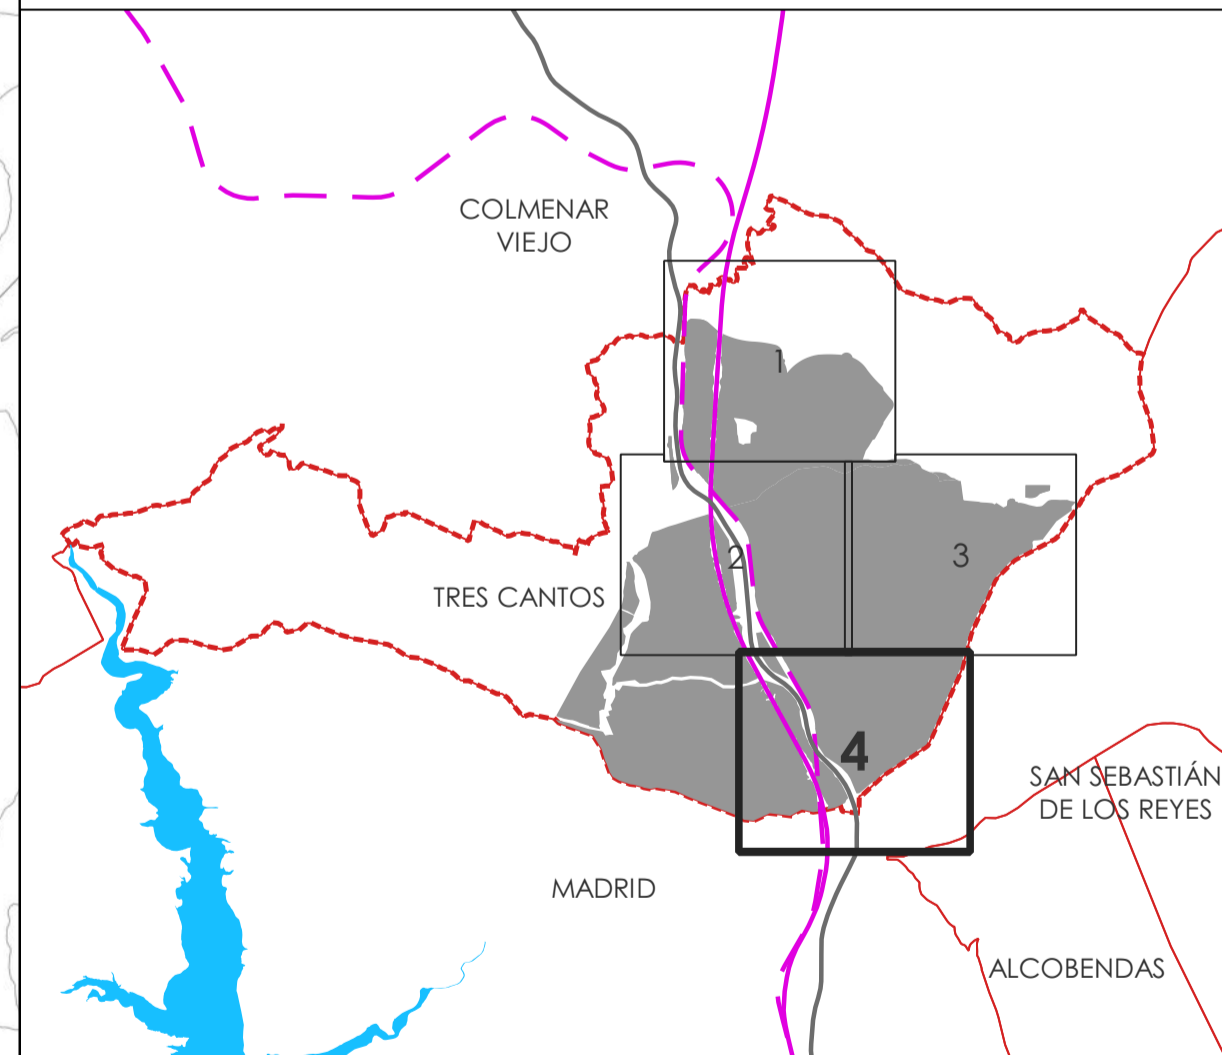 COLMENAR
VIEJO
1
2
3
TRES CANTOS
4
SAN SEBASTIÁN
DE LOS REYES
MADRID
ALCOBENDAS